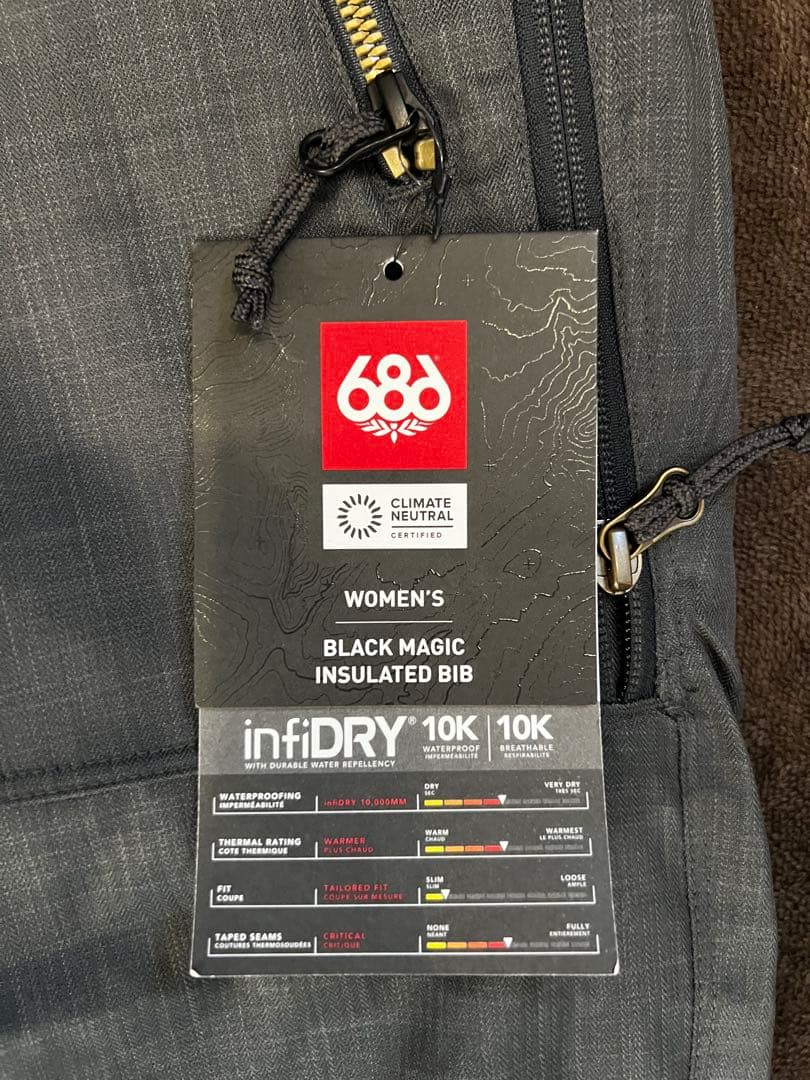 686
CLIMATE
NEUTRAL
CERTIFIED
WOMEN'S
BLACK MAGIC
INSULATED BIB
infiDRY® 10K 10K
WITH DURABLE WATER REPELLENCY
WATERPROOF BREATHABLE
IMPERMÉABILITÉ RESPIRABILITÉ
WATERPROOFING infiDRY 10,000MM DRY VERY DRY
IMPERMÉABILITÉ SEC TRÈS SEC
THERMAL RATING WARMER WARM WARMEST
COTE THERMIQUE PLUS CHAUD CHAUD LE PLUS CHAUD
FIT TAILORED FIT SLIM LOOSE
COUPE COUPE SUR MESURE SLIM AMPLE
TAPED SEAMS CRITICAL NONE FULLY
COUTURES THERMOSOUDÉES CRITIQUE NÉANT ENTIÈREMENT